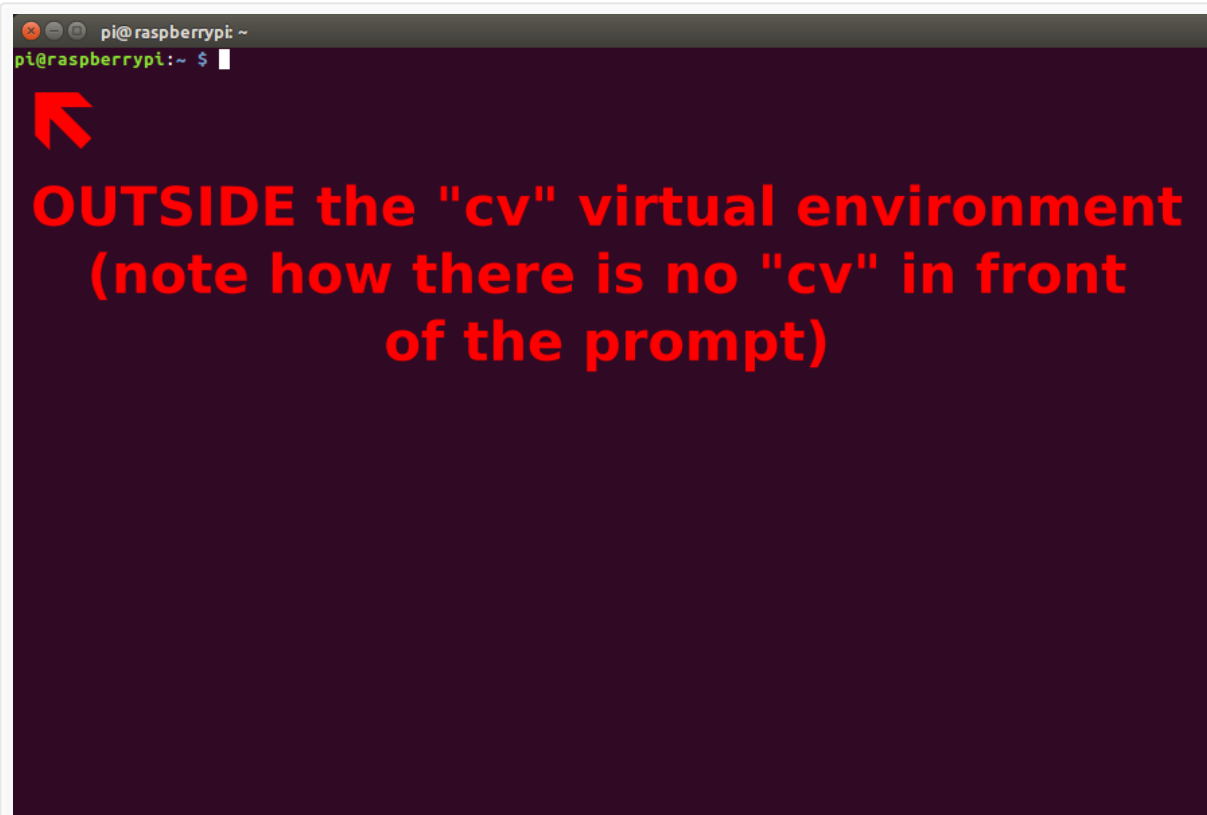 pi@raspberrypi: ~
pi@raspberrypi:~ $
OUTSIDE the "cv" virtual environment
(note how there is no "cv" in front
of the prompt)